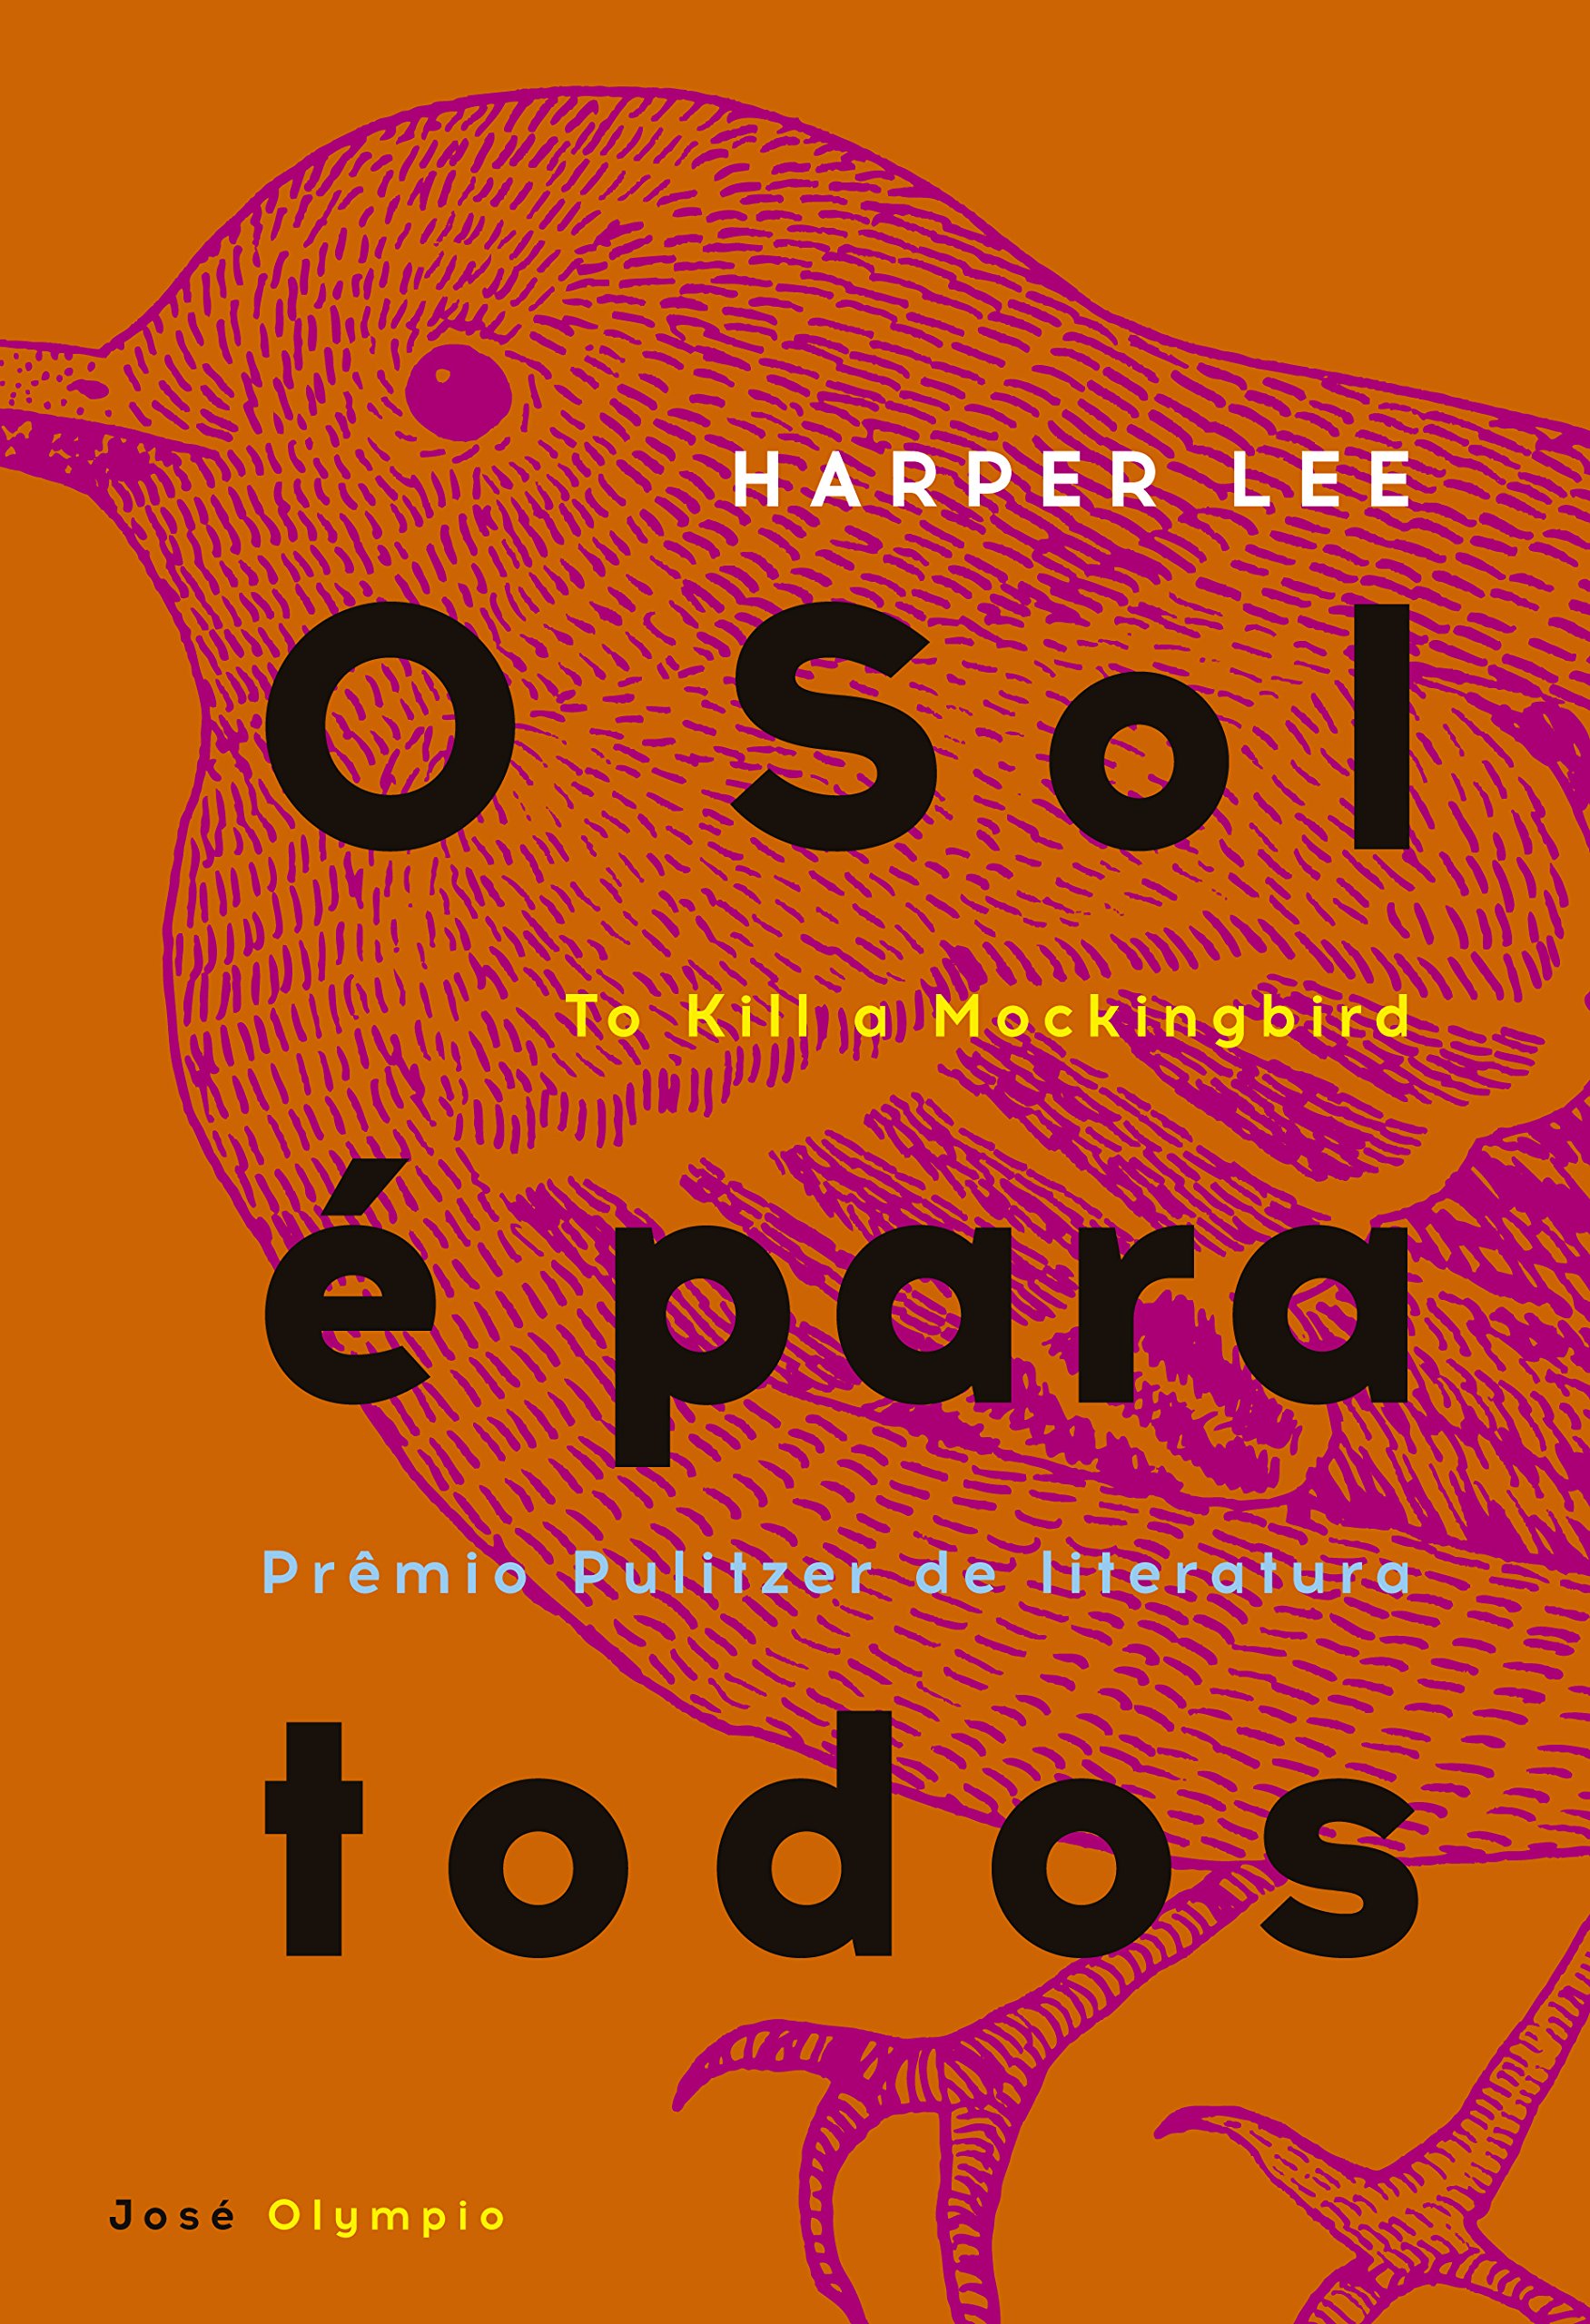 HARPER LEE
O Sol
To Kill a Mockingbird
é para
Prêmio Pulitzer de literatura
todos
José Olympio